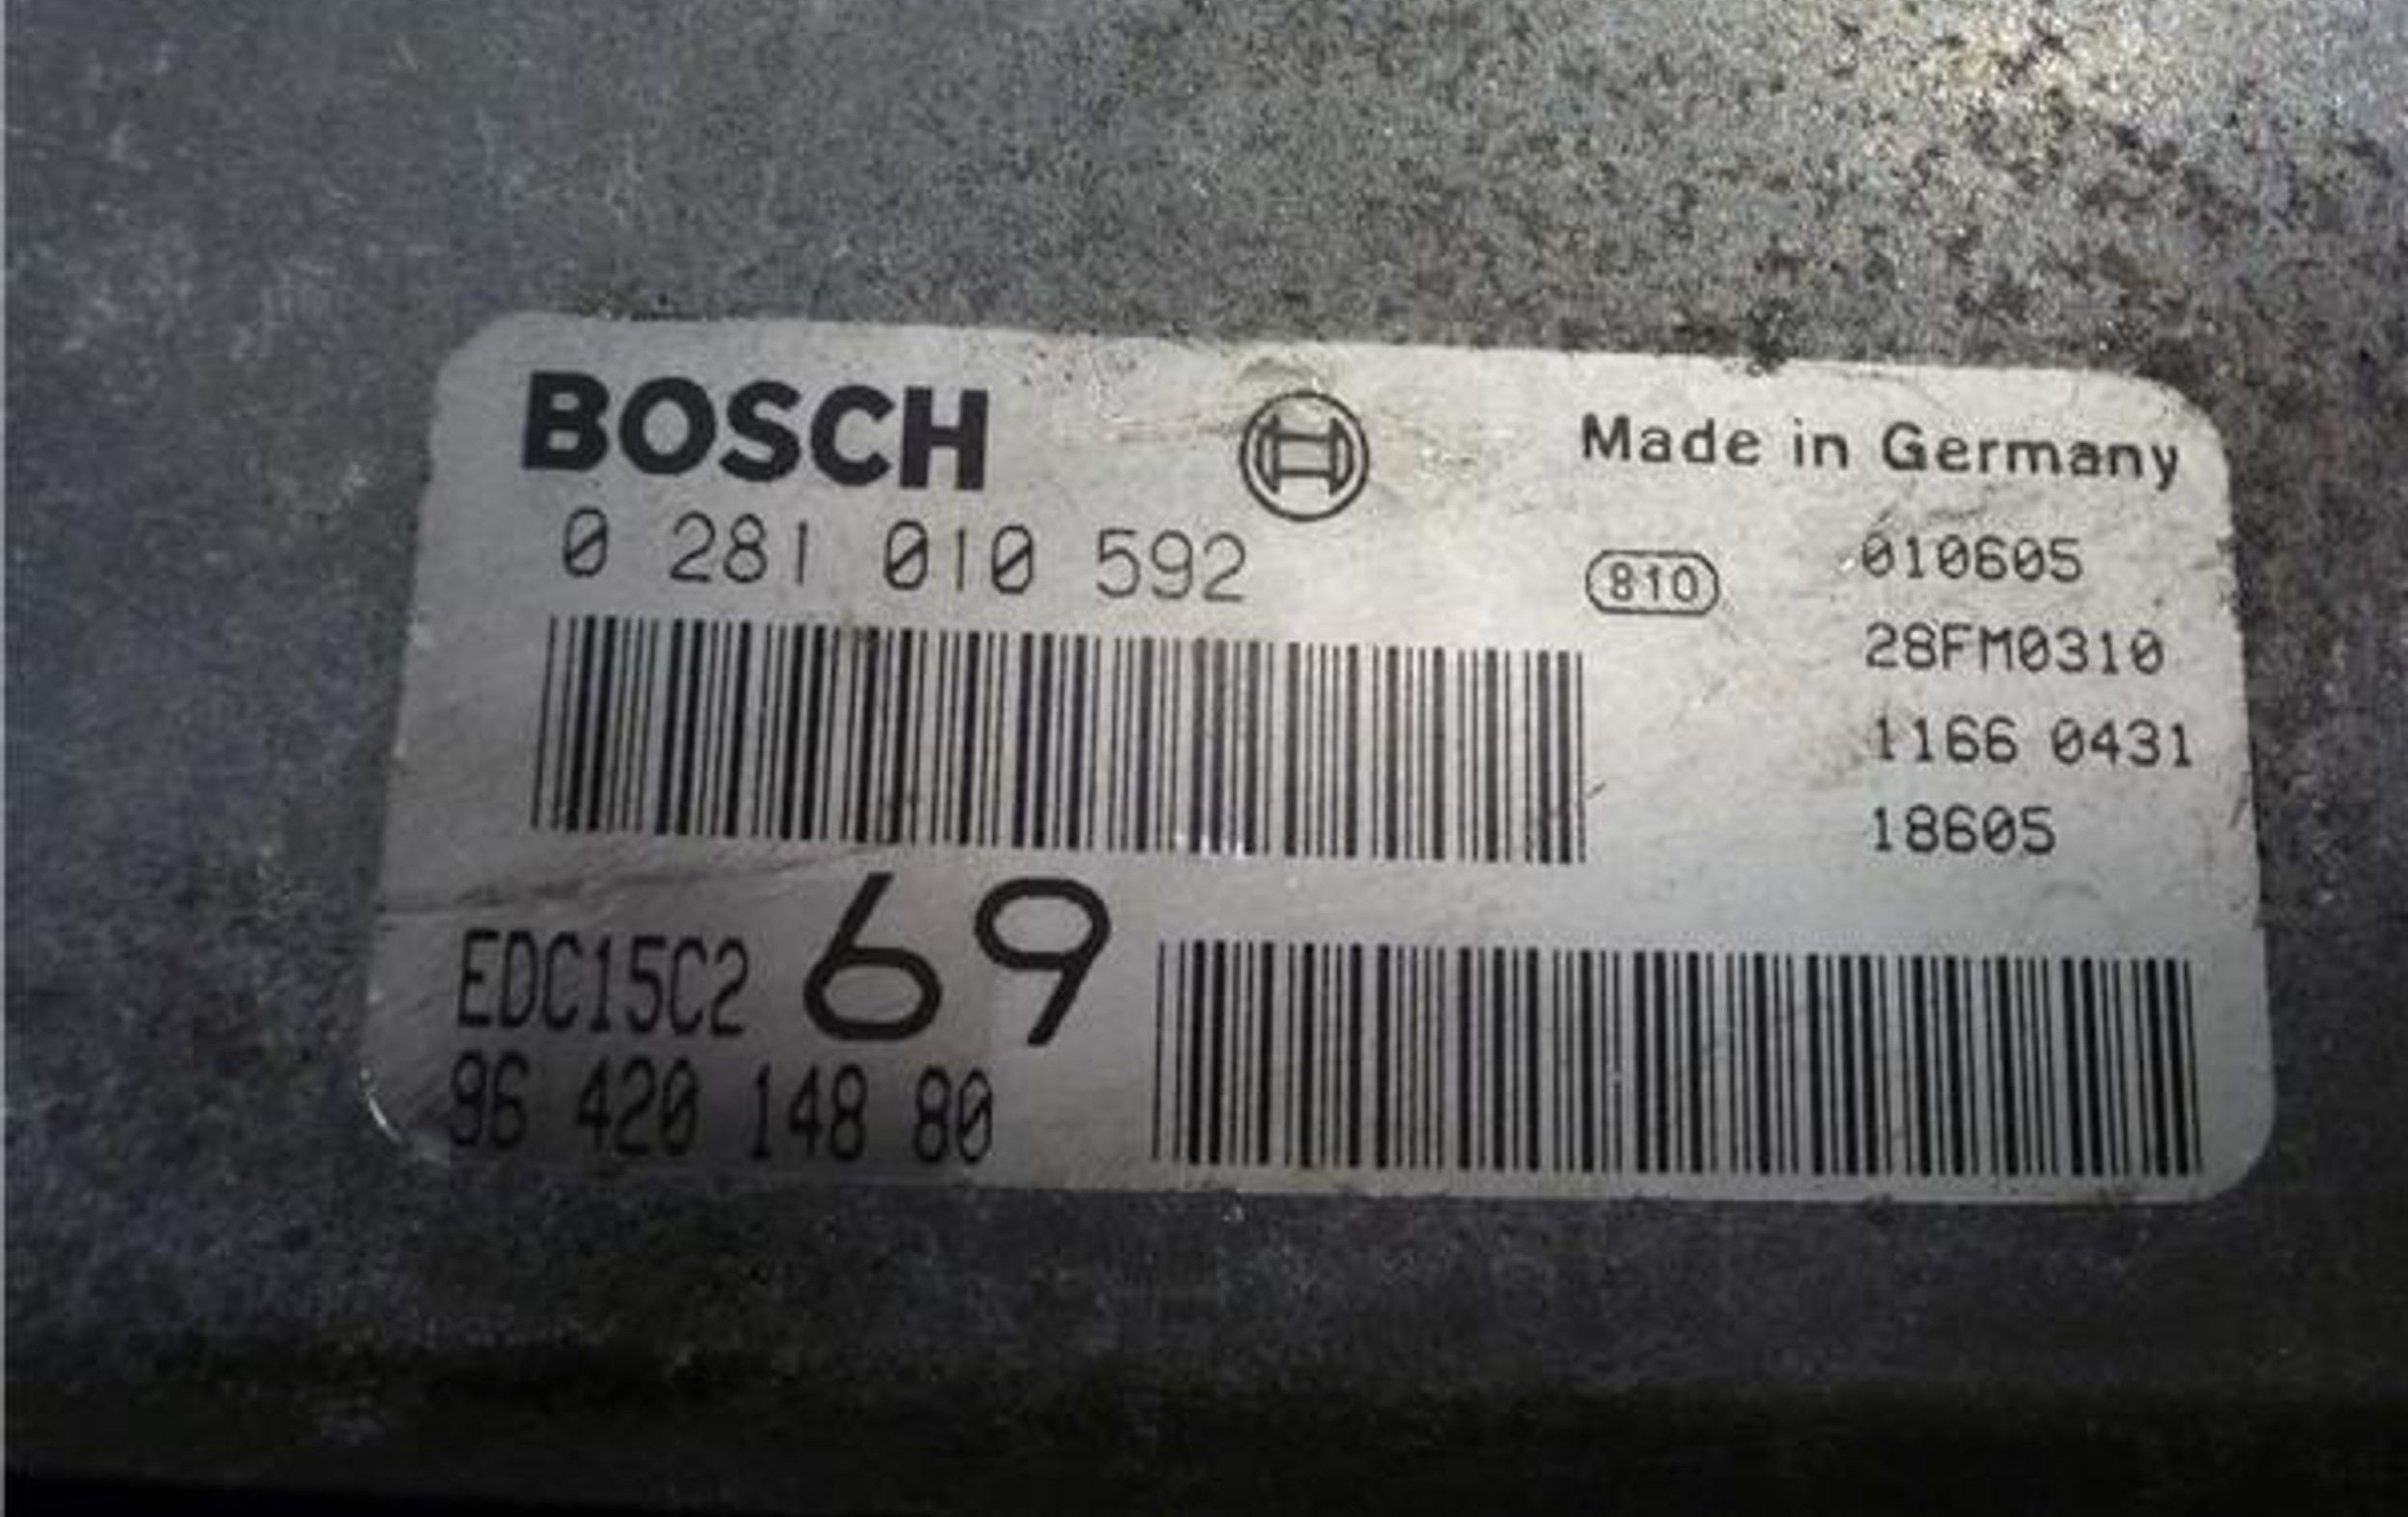 BOSCH
Made in Germany
0 281 010 592
810
010605
28FM0310
1166 0431
18605
EDC15C2 69
96 420 148 80